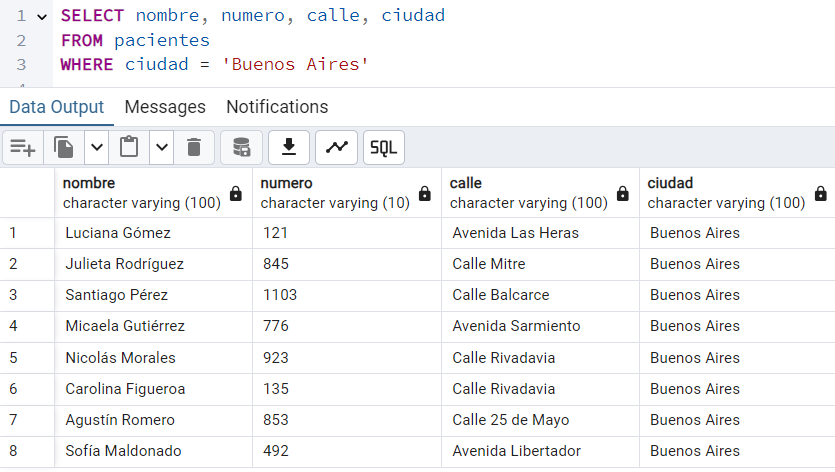 1 SELECT nombre, numero, calle, ciudad
2 FROM pacientes
3 WHERE ciudad = 'Buenos Aires'
Data Output Messages Notifications
SQL
nombre numero calle ciudad
character varying (100) character varying (10) character varying (100) character varying (100)
1 Luciana Gómez 121 Avenida Las Heras Buenos Aires
2 Julieta Rodríguez 845 Calle Mitre Buenos Aires
3 Santiago Pérez 1103 Calle Balcarce Buenos Aires
4 Micaela Gutiérrez 776 Avenida Sarmiento Buenos Aires
5 Nicolás Morales 923 Calle Rivadavia Buenos Aires
6 Carolina Figueroa 135 Calle Rivadavia Buenos Aires
7 Agustín Romero 853 Calle 25 de Mayo Buenos Aires
8 Sofía Maldonado 492 Avenida Libertador Buenos Aires